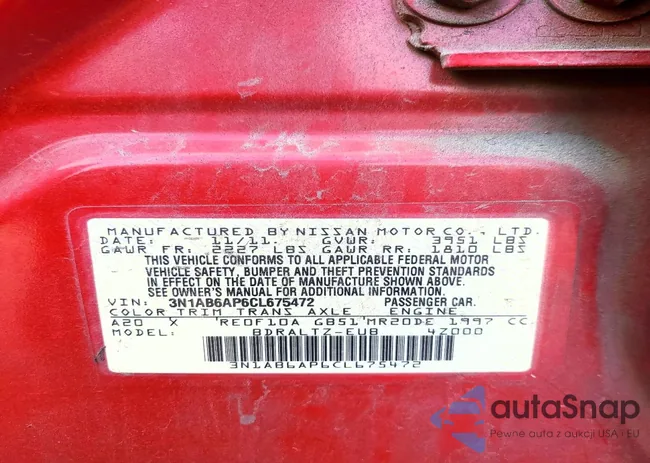 MANUFACTURED BY NISSAN MOTOR CO., LTD.
DATE: 11/11. GVWR: 3951 LBS
GAWR FR: 2227 LBS GAWR RR: 1810 LBS
THIS VEHICLE CONFORMS TO ALL APPLICABLE FEDERAL MOTOR
VEHICLE SAFETY, BUMPER AND THEFT PREVENTION STANDARDS
IN EFFECT ON THE DATE OF MANUFACTURE SHOWN ABOVE.
SEE OWNER'S MANUAL FOR ADDITIONAL INFORMATION.
VIN: 3N1AB6AP6CL675472 PASSENGER CAR.
COLOR TRIM TRANS AXLE ENGINE
A20 X RE0F10A GB51 MR20DE 1997 CC
MODEL: BDRALTZ-EUB 4Z000
3N1AB6AP6CL675472
autaSnap
Pewne auta z aukcji USA i EU